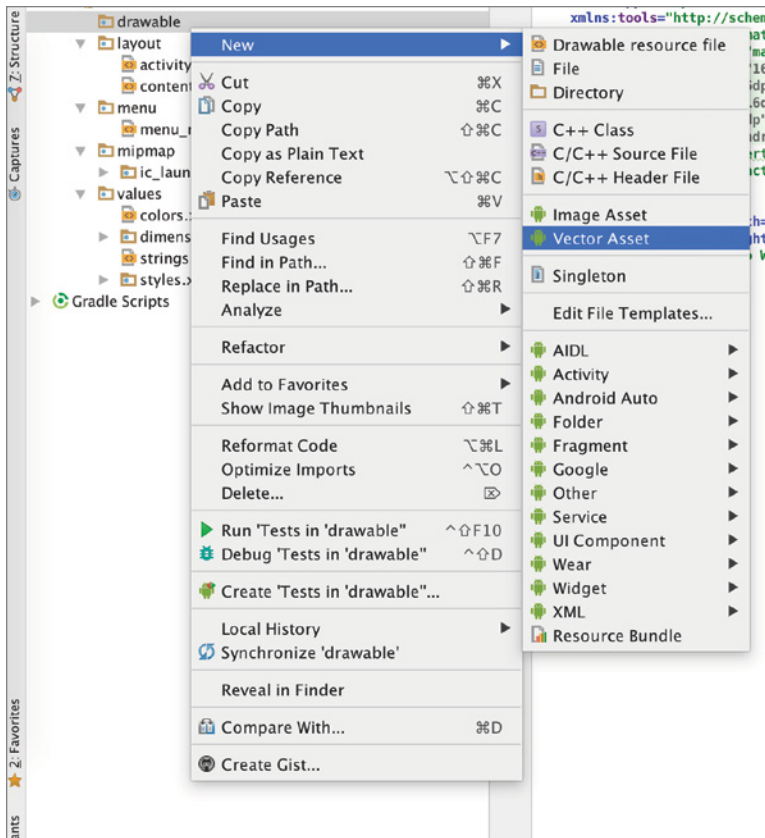 7: Structure
Captures
2: Favorites
drawable
layout
activity
content
menu
mipmap
values
colors.
dimens
strings
styles.x
Gradle Scripts
New
Cut ⌘X
Copy ⌘C
Copy Path ⇧⌘C
Copy as Plain Text
Copy Reference ⌥⇧⌘C
Paste ⌘V
Find Usages ⌥F7
Find in Path... ⇧⌘F
Replace in Path... ⇧⌘R
Analyze
Refactor
Add to Favorites
Show Image Thumbnails ⇧⌘T
Reformat Code ⌥⌘L
Optimize Imports ^⌥O
Delete... ⌦
Run 'Tests in 'drawable'' ^⇧F10
Debug 'Tests in 'drawable'' ^⇧D
Create 'Tests in 'drawable''...
Local History
Synchronize 'drawable'
Reveal in Finder
Compare With... ⌘D
Create Gist...
Drawable resource file
File
Directory
C++ Class
C/C++ Source File
C/C++ Header File
Image Asset
Vector Asset
Singleton
Edit File Templates...
AIDL
Activity
Android Auto
Folder
Fragment
Google
Other
Service
UI Component
Wear
Widget
XML
Resource Bundle
xmlns:tools="http://schem